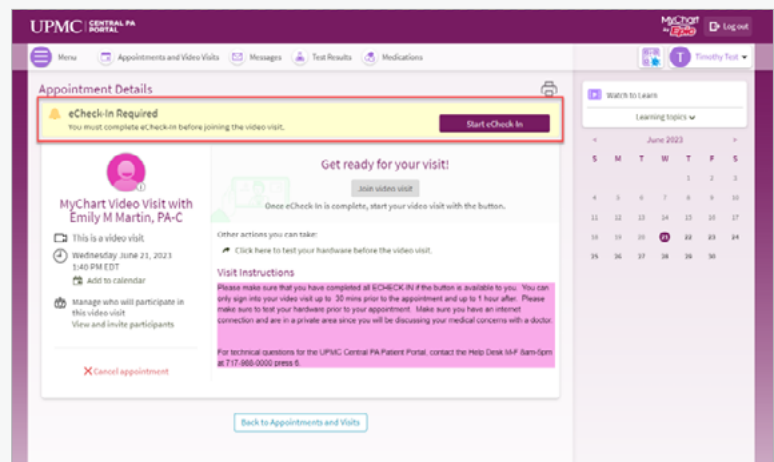 UPMC CENTRAL PA PORTAL
MyChart by Epic
Log out
Menu
Appointments and Video Visits
Messages
Test Results
Medications
T
Timothy Test
Appointment Details
eCheck-In Required
You must complete eCheck-In before joining the video visit.
Start eCheck In
MyChart Video Visit with
Emily M Martin, PA-C
This is a video visit
Wednesday June 21, 2023
1:40 PM EDT
Add to calendar
Manage who will participate in
this video visit
View and invite participants
Cancel appointment
Get ready for your visit!
Join video visit
Once eCheck In is complete, start your video visit with the button.
Other actions you can take:
Click here to test your hardware before the video visit.
Visit Instructions
Please make sure that you have completed all ECHECK IN if the button is available to you. You can
only sign into your video visit up to 30 mins prior to the appointment and up to 1 hour after. Please
make sure to test your hardware prior to your appointment. Make sure you have an internet
connection and are in a private area since you will be discussing your medical concerns with a doctor.
For technical questions for the UPMC Central PA Patient Portal, contact the Help Desk M-F 8am-5pm
at 717-988-0000 press 6.
Back to Appointments and Visits
Watch to Learn
Learning topics
June 2023
S M T W T F S
1 2 3
4 5 6 7 8 9 10
11 12 13 14 15 16 17
18 19 20 21 22 23 24
25 26 27 28 29 30